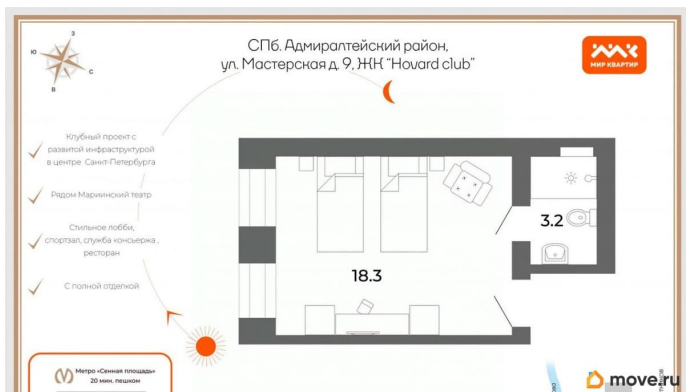 СПб. Адмиралтейский район,
ул. Мастерская д. 9, ЖК "Hovard club"
МИР КВАРТИР
З
Ю
С
В
Клубный проект с
развитой инфраструктурой
в центре Санкт-Петербурга
Рядом Мариинский театр
Стильное лобби,
спортзал, служба консьержа,
ресторан
С полной отделкой
3.2
18.3
Метро «Сенная площадь»
20 мин. пешком
move.ru